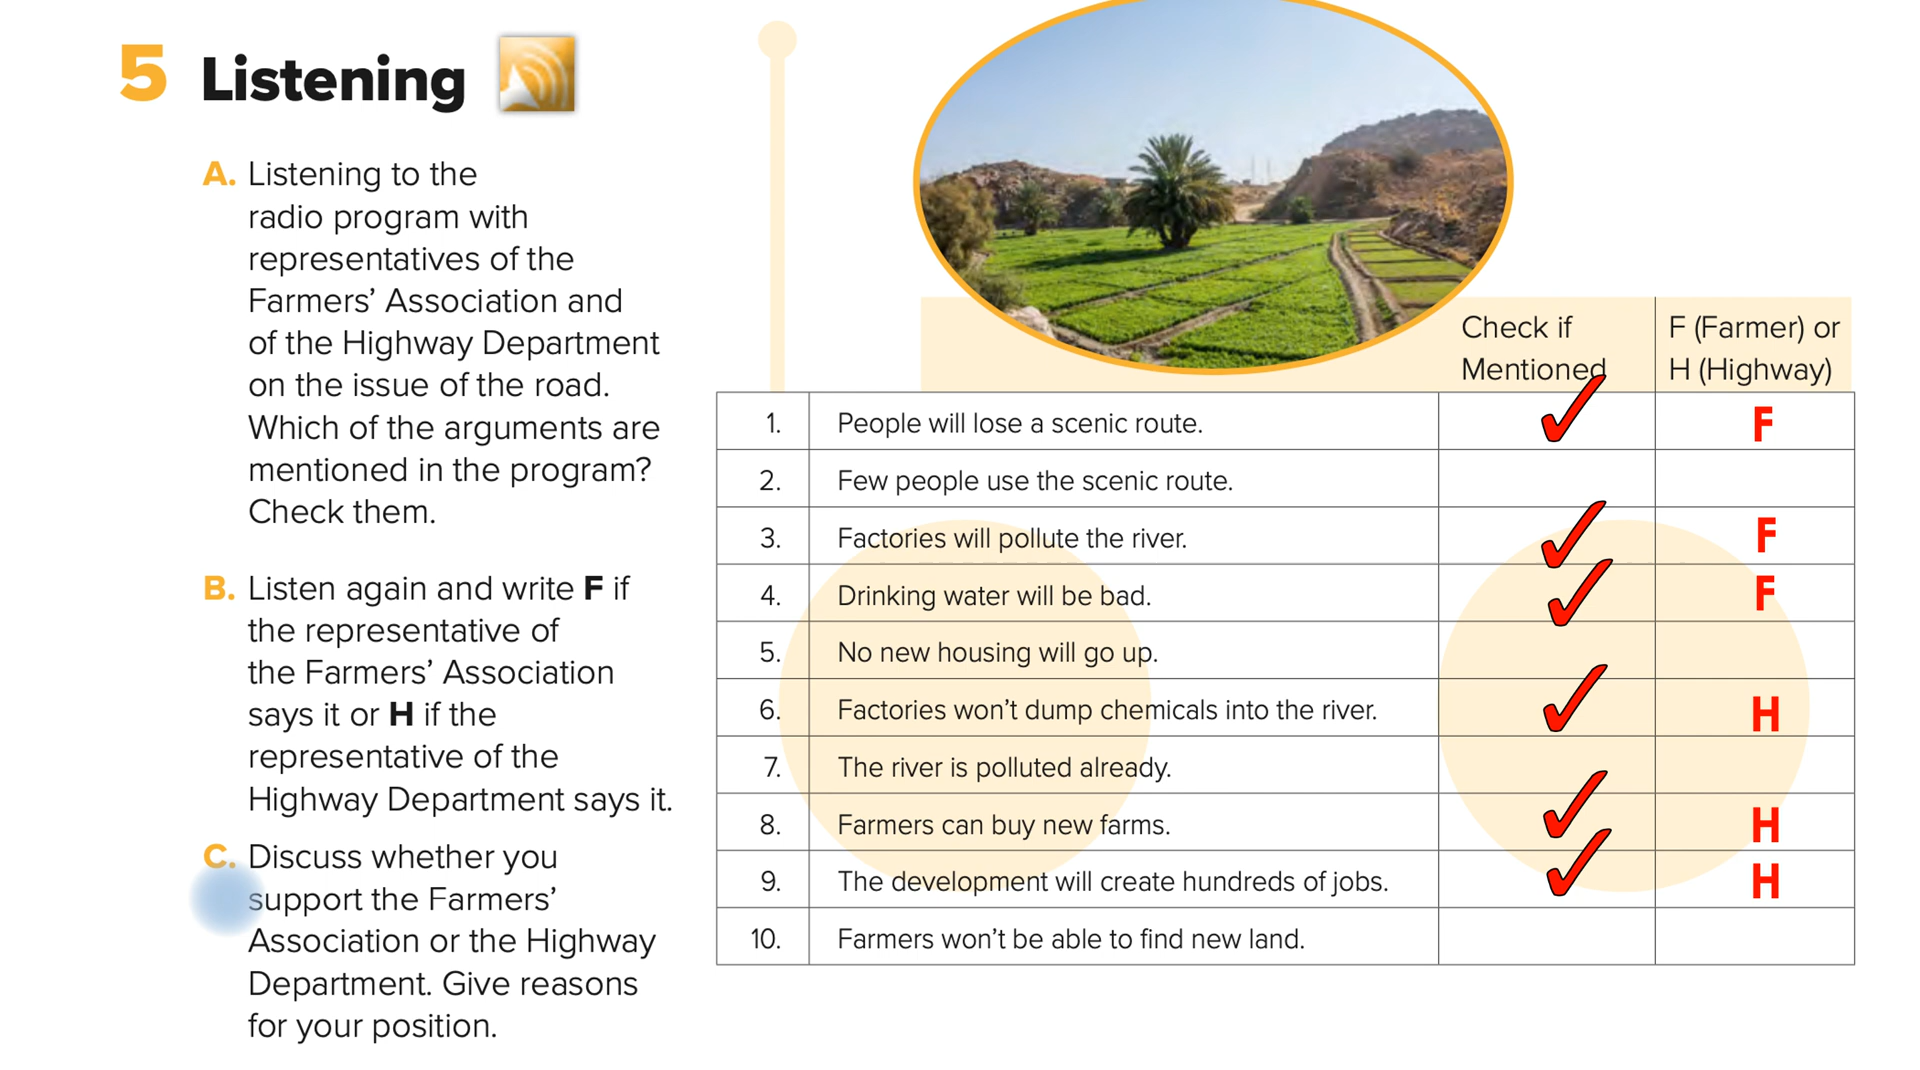 5 Listening
A. Listening to the
radio program with
representatives of the
Farmers' Association and
of the Highway Department
on the issue of the road.
Which of the arguments are
mentioned in the program?
Check them.
B. Listen again and write F if
the representative of
the Farmers' Association
says it or H if the
representative of the
Highway Department says it.
C. Discuss whether you
support the Farmers'
Association or the Highway
Department. Give reasons
for your position.
Check if
Mentioned
F (Farmer) or
H (Highway)
1. People will lose a scenic route. ✓ F
2. Few people use the scenic route.
3. Factories will pollute the river. ✓ F
4. Drinking water will be bad. ✓ F
5. No new housing will go up.
6. Factories won't dump chemicals into the river. ✓ H
7. The river is polluted already.
8. Farmers can buy new farms. ✓ H
9. The development will create hundreds of jobs. ✓ H
10. Farmers won't be able to find new land.